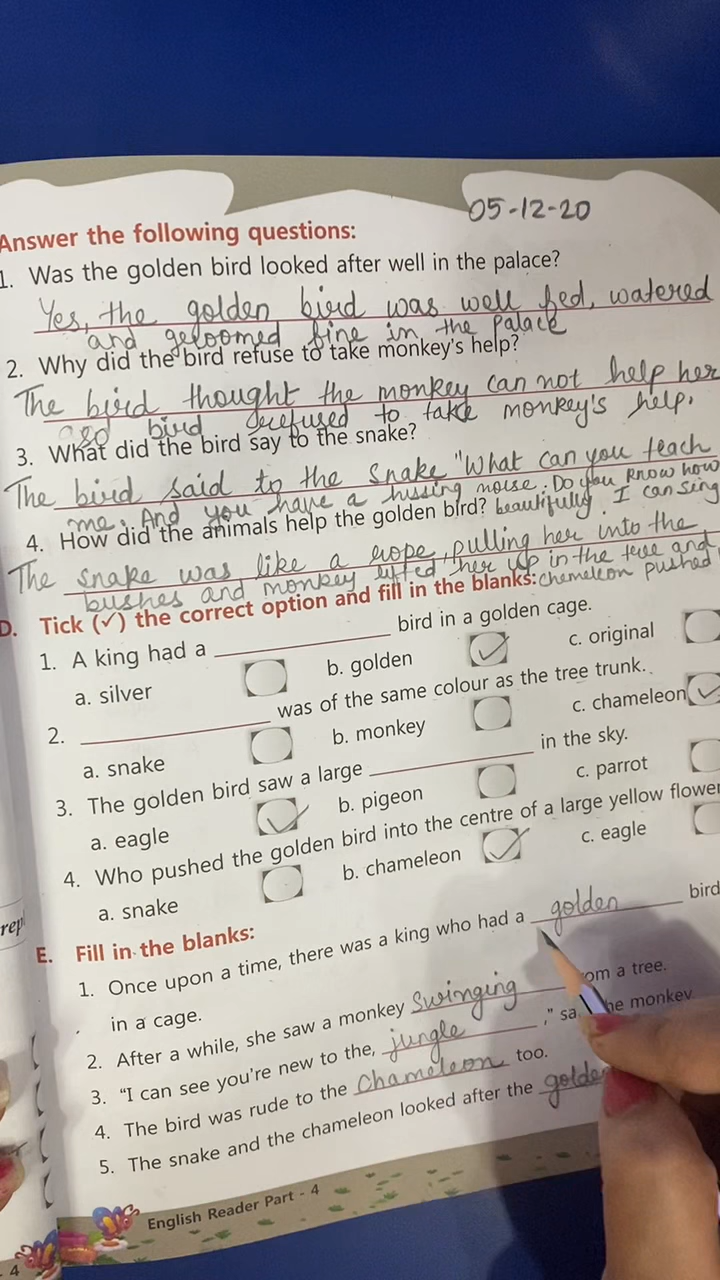 05-12-20
Answer the following questions:
1. Was the golden bird looked after well in the palace?
Yes, the golden bird was well fed, watered
and geroomed fine in the palace
2. Why did the bird refuse to take monkey's help?
The bird thought the monkey can not help her
bird refused to take monkey's help.
3. What did the bird say to the snake?
The bird said to the snake "What can you teach
me. And you have a hissing noise. Do you know how
4. How did the animals help the golden bird? beautifully. I can sing
The snake was like a rope, pulling her into the
bushes and monkey lifted her up in the tree and
D. Tick (✓) the correct option and fill in the blanks: chameleon pushed
1. A king had a ____________ bird in a golden cage.
a. silver b. golden ✓ c. original
2. ____________ was of the same colour as the tree trunk.
a. snake b. monkey c. chameleon ✓
3. The golden bird saw a large ____________ in the sky.
a. eagle ✓ b. pigeon c. parrot
4. Who pushed the golden bird into the centre of a large yellow flower
a. snake b. chameleon ✓ c. eagle
rep
E. Fill in the blanks:
1. Once upon a time, there was a king who had a golden bird
in a cage.
2. After a while, she saw a monkey Swinging om a tree.
3. "I can see you're new to the, jungle ," sa he monkey
4. The bird was rude to the Chameleon too.
5. The snake and the chameleon looked after the golde
English Reader Part - 4
4